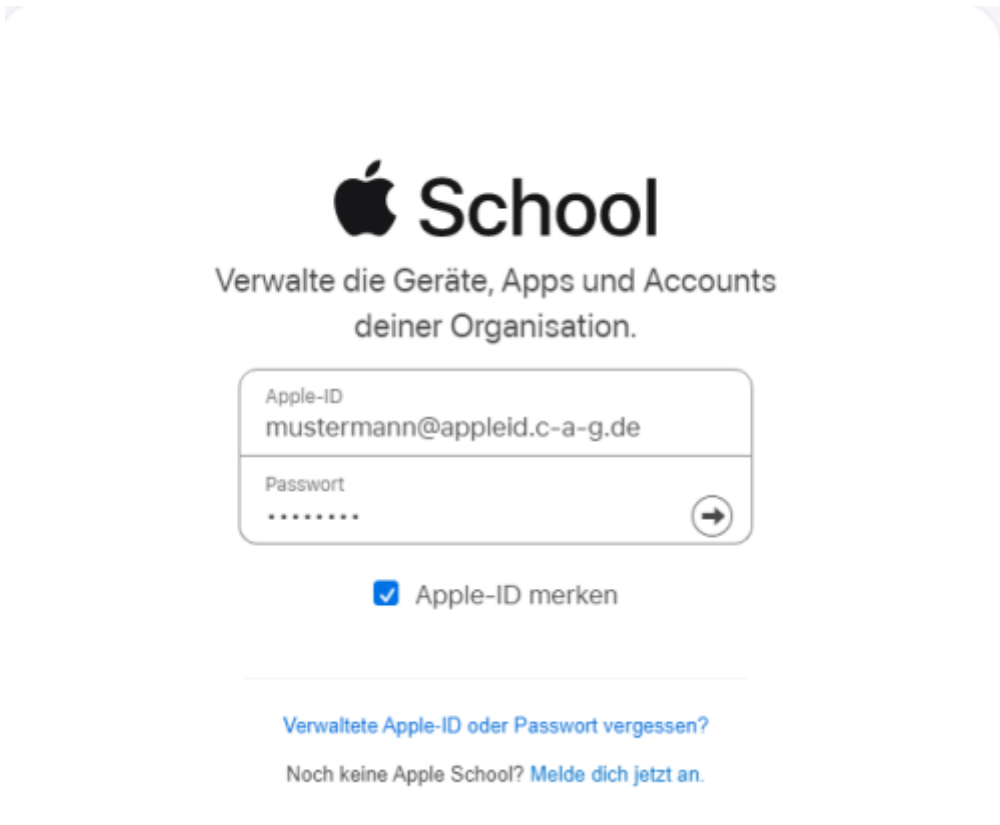 School
Verwalte die Geräte, Apps und Accounts
deiner Organisation.
Apple-ID
mustermann@appleid.c-a-g.de
Passwort
••••••••
Apple-ID merken
Verwaltete Apple-ID oder Passwort vergessen?
Noch keine Apple School? Melde dich jetzt an.